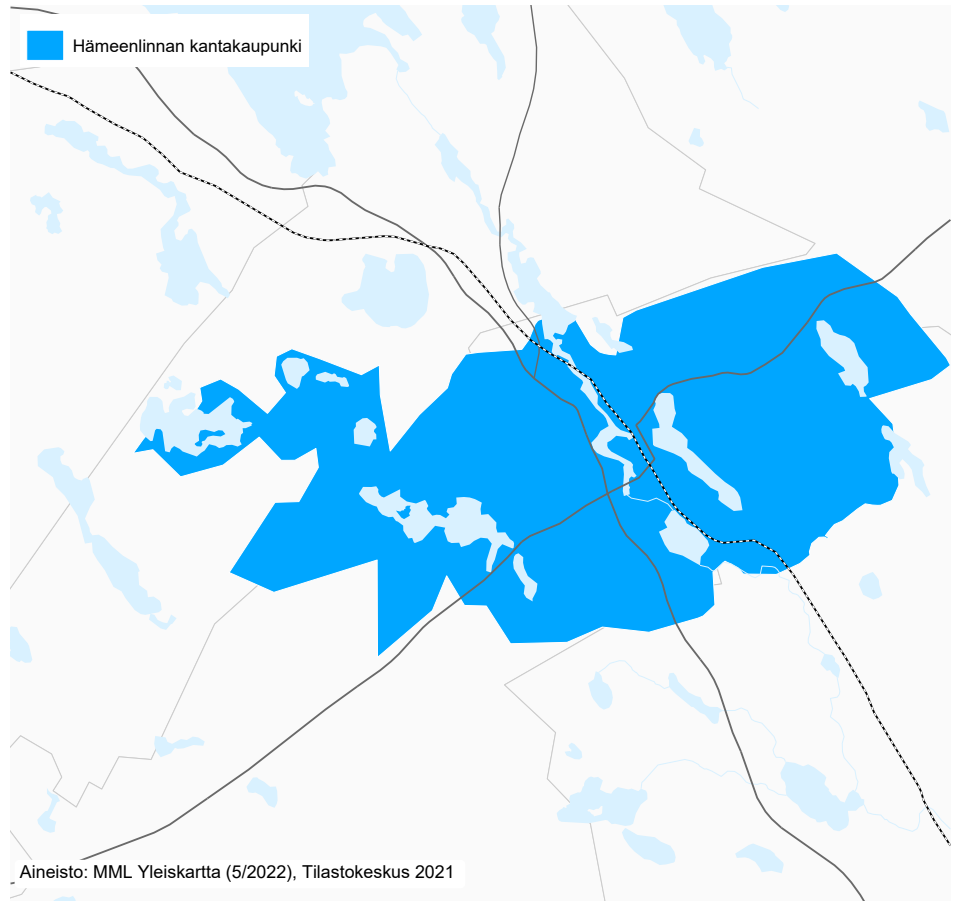 Hämeenlinnan kantakaupunki
Aineisto: MML Yleiskartta (5/2022), Tilastokeskus 2021